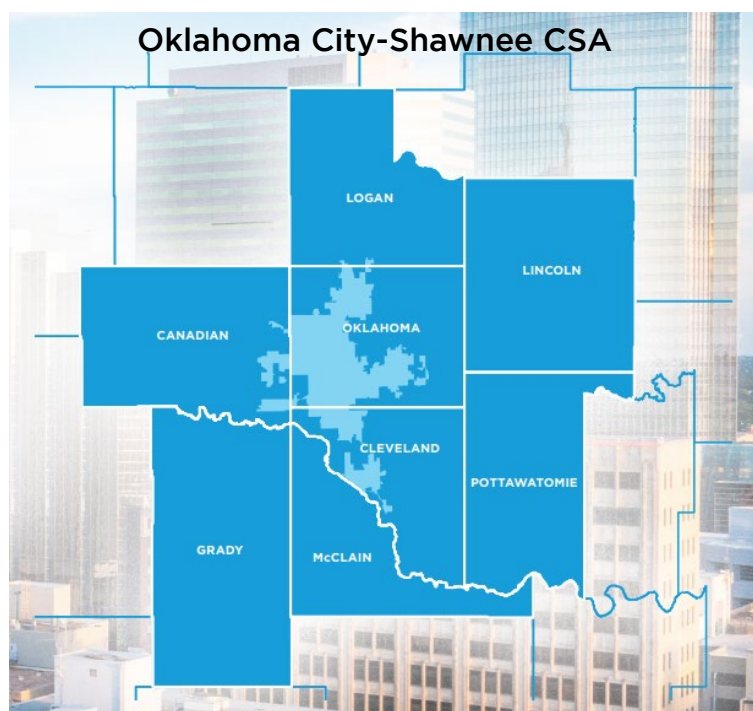 Oklahoma City-Shawnee CSA
LOGAN
LINCOLN
CANADIAN
OKLAHOMA
CLEVELAND
POTTAWATOMIE
GRADY
McCLAIN